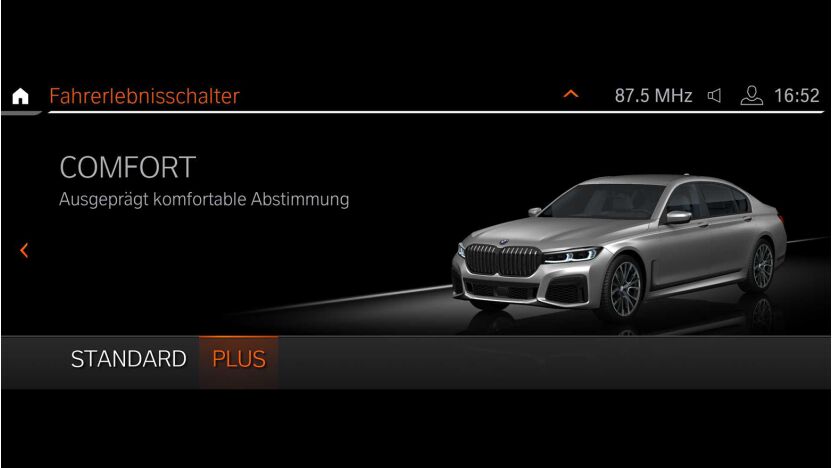 Fahrerlebnisschalter
87.5 MHz 16:52
COMFORT
Ausgeprägt komfortable Abstimmung
STANDARD PLUS